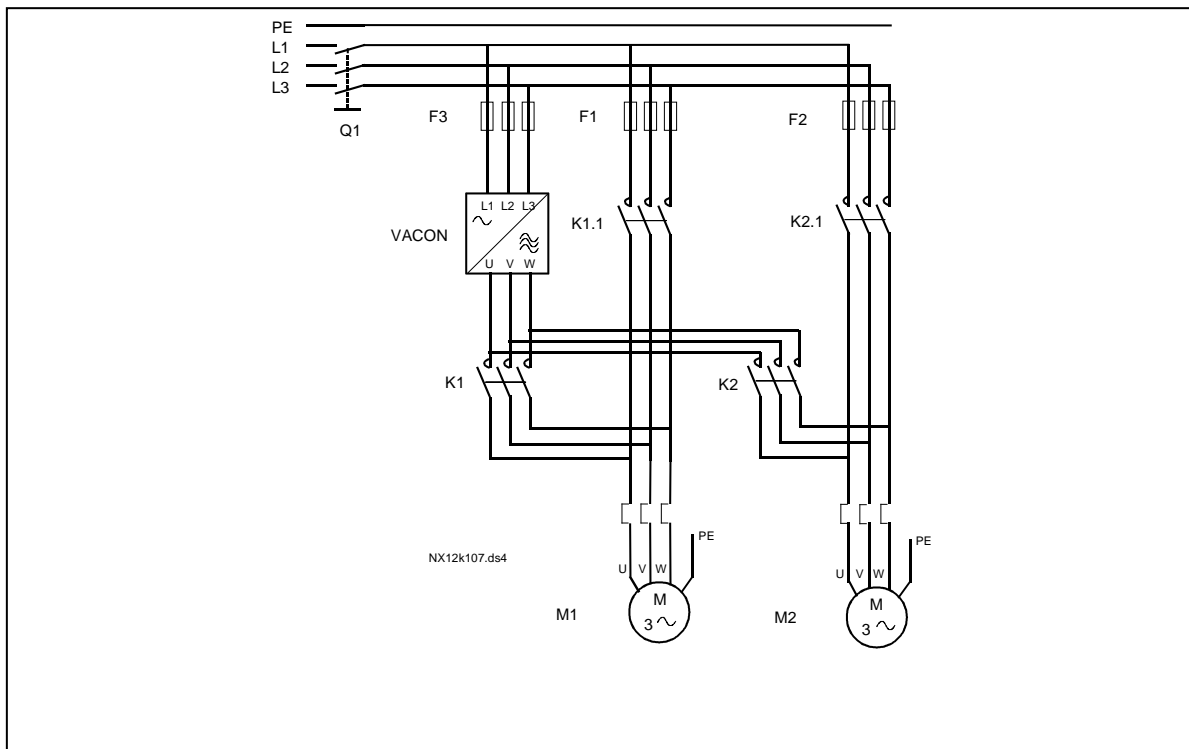 PE
L1
L2
L3
Q1
F3
F1
F2
L1 L2 L3
VACON
U V W
K1.1
K2.1
K1
K2
NX12k107.ds4
PE
U V W
M
3
M1
PE
U V W
M
3
M2